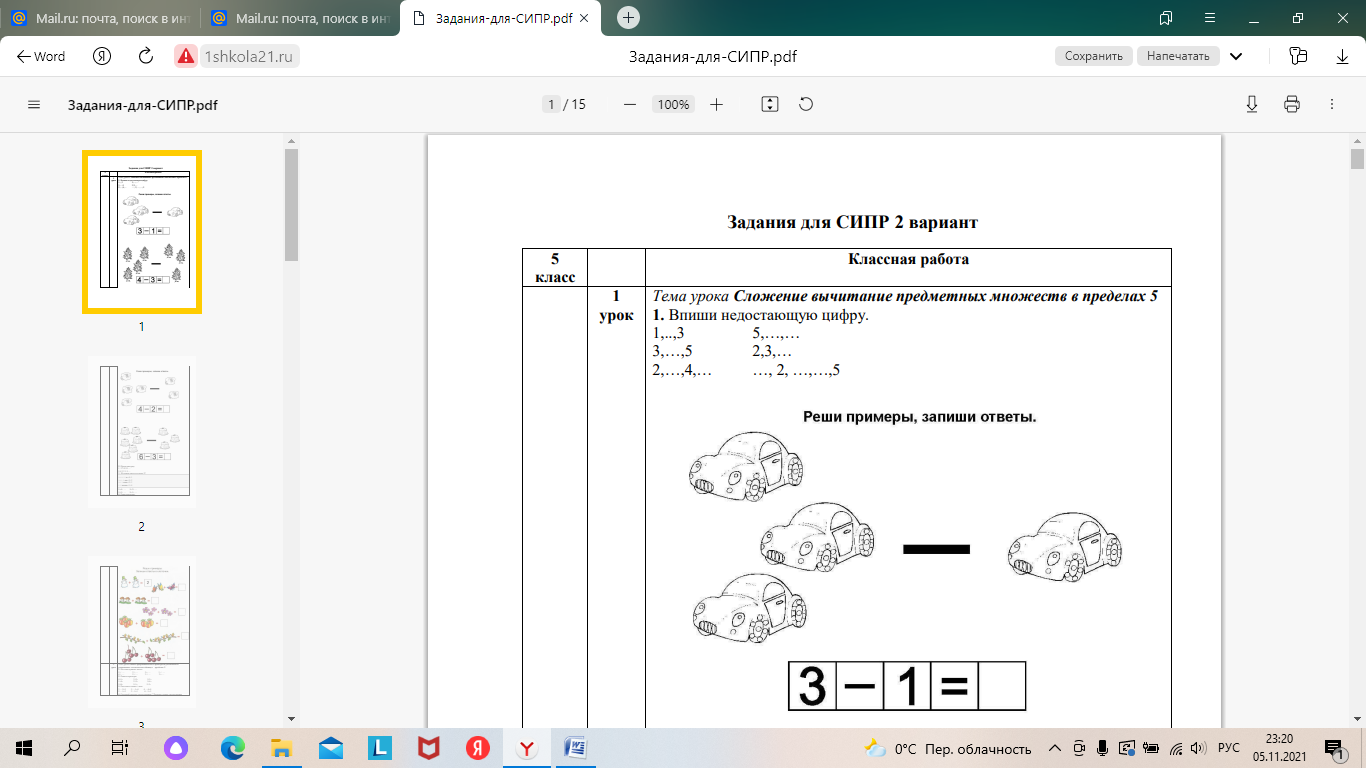 Mail.ru: почта, поиск в инт
Mail.ru: почта, поиск в инт
Задания-для-СИПР.pdf
Word
1shkola21.ru
Задания-для-СИПР.pdf
Сохранить
Напечатать
Задания-для-СИПР.pdf
1 / 15
100%
1
2
3
Задания для СИПР 2 вариант
5 класс
Классная работа
1 урок
Тема урока Сложение вычитание предметных множеств в пределах 5
1. Впиши недостающую цифру.
1,..,3 5,…,…
3,…,5 2,3,…
2,…,4,… …, 2, …,…,5
Реши примеры, запиши ответы.
3 – 1 =
0°C Пер. облачность
РУС
23:20
05.11.2021
1